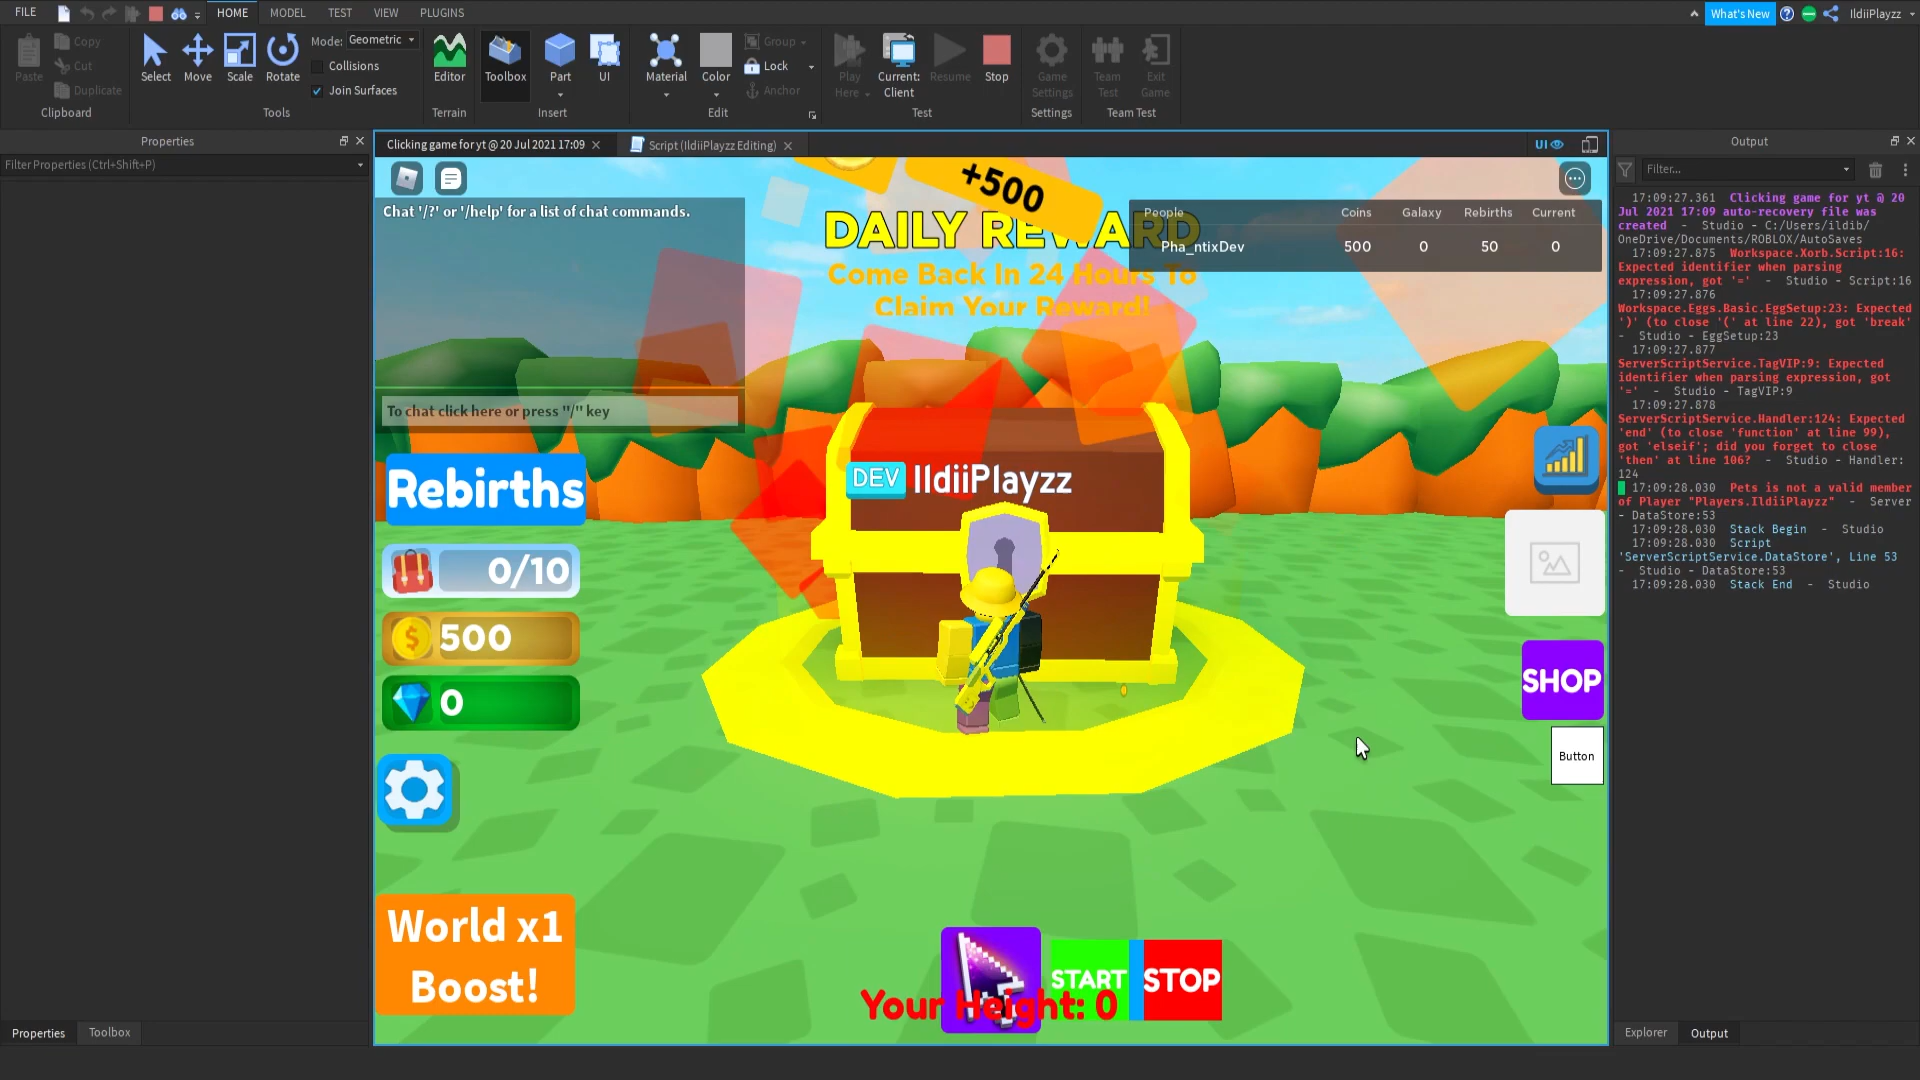 FILE
HOME
MODEL
TEST
VIEW
PLUGINS
What's New
IldiiPlayzz
Paste
Copy
Cut
Duplicate
Clipboard
Select
Move
Scale
Rotate
Mode: Geometric
Collisions
Join Surfaces
Tools
Editor
Terrain
Toolbox
Part
UI
Insert
Material
Color
Group
Lock
Anchor
Edit
Play
Here
Current:
Client
Resume
Stop
Test
Game
Settings
Settings
Team
Test
Exit
Game
Team Test
Properties
Filter Properties (Ctrl+Shift+P)
Clicking game for yt @ 20 Jul 2021 17:09
Script (IldiiPlayzz Editing)
UI
Chat '/?' or '/help' for a list of chat commands.
To chat click here or press "/" key
+500
DAILY REWARD
Come Back In 24 Hours To
Claim Your Reward!
People Coins Galaxy Rebirths Current
Pha_ntixDev 500 0 50 0
DEV IldiiPlayzz
Rebirths
0/10
500
0
World x1
Boost!
START
STOP
Your Height: 0
SHOP
Button
Output
Filter...
17:09:27.361 Clicking game for yt @ 20
Jul 2021 17:09 auto-recovery file was
created - Studio - C:/Users/ildib/
OneDrive/Documents/ROBLOX/AutoSaves
17:09:27.875 Workspace.Xorb.Script:16:
Expected identifier when parsing
expression, got '=' - Studio - Script:16
17:09:27.876
Workspace.Eggs.Basic.EggSetup:23: Expected
')' (to close '(' at line 22), got 'break'
- Studio - EggSetup:23
17:09:27.877
ServerScriptService.TagVIP:9: Expected
identifier when parsing expression, got
'=' - Studio - TagVIP:9
17:09:27.878
ServerScriptService.Handler:124: Expected
'end' (to close 'function' at line 99),
got 'elseif'; did you forget to close
'then' at line 106? - Studio - Handler:
124
17:09:28.030 Pets is not a valid member
of Player "Players.IldiiPlayzz" - Server
- DataStore:53
17:09:28.030 Stack Begin - Studio
17:09:28.030 Script
'ServerScriptService.DataStore', Line 53
- Studio - DataStore:53
17:09:28.030 Stack End - Studio
Properties
Toolbox
Explorer
Output